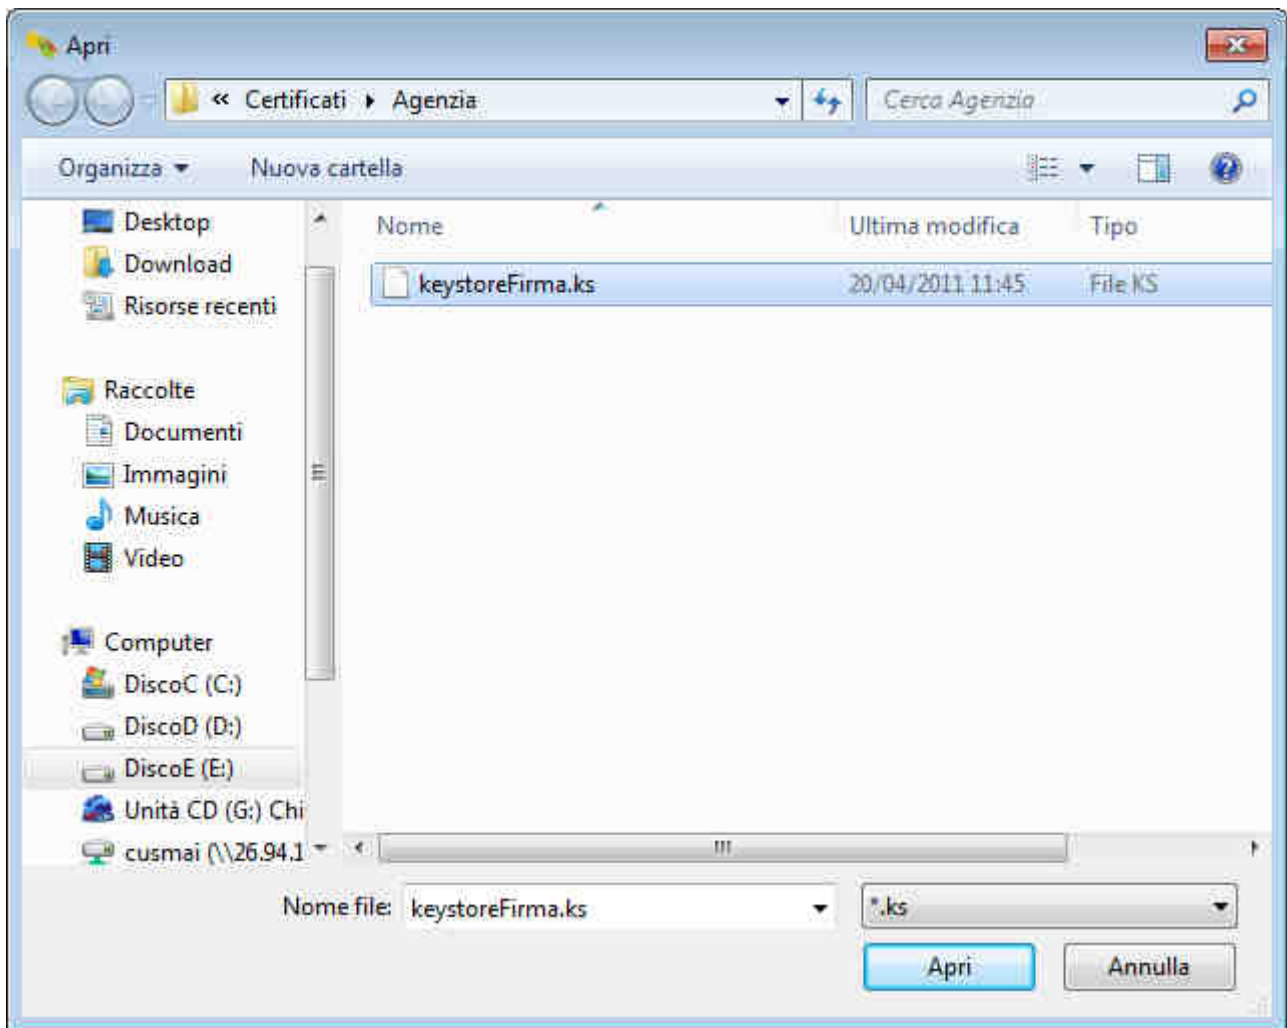 Apri
« Certificati Agenzia
Cerca Agenzia
Organizza
Nuova cartella
Nome
Ultima modifica
Tipo
keystoreFirma.ks
20/04/2011 11:45
File KS
Desktop
Download
Risorse recenti
Raccolte
Documenti
Immagini
Musica
Video
Computer
DiscoC (C:)
DiscoD (D:)
DiscoE (E:)
Unità CD (G:) Chi
cusmai (\\26.94.1
Nome file: keystoreFirma.ks
*.ks
Apri
Annulla